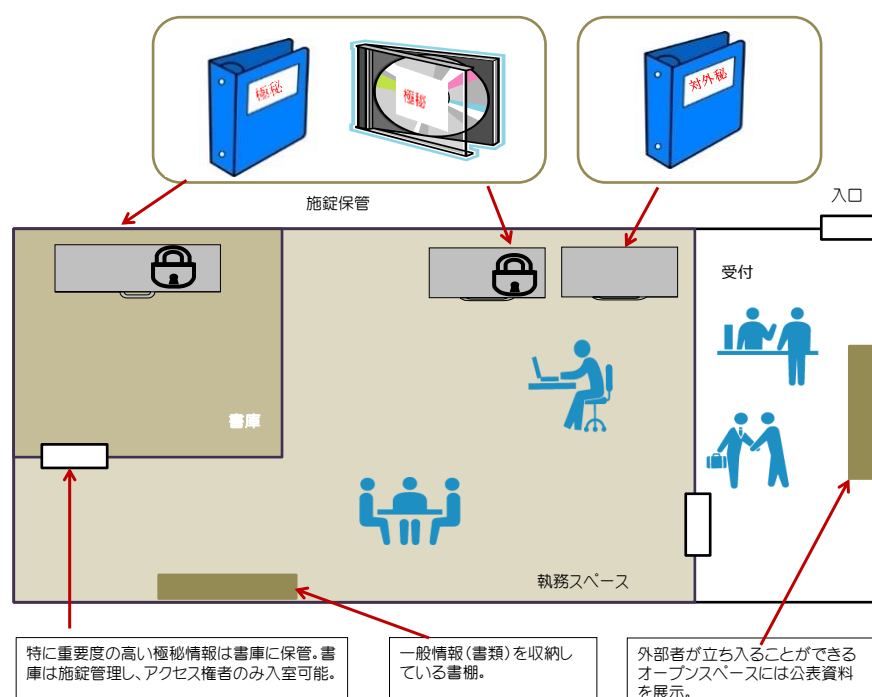 極秘
極秘
対外秘
入口
施錠保管
受付
書庫
執務スペース
特に重要度の高い極秘情報は書庫に保管。書
庫は施錠管理し、アクセス権者のみ入室可能。
一般情報(書類)を収納し
ている書棚。
外部者が立ち入ることができる
オープンスペースには公表資料
を展示。